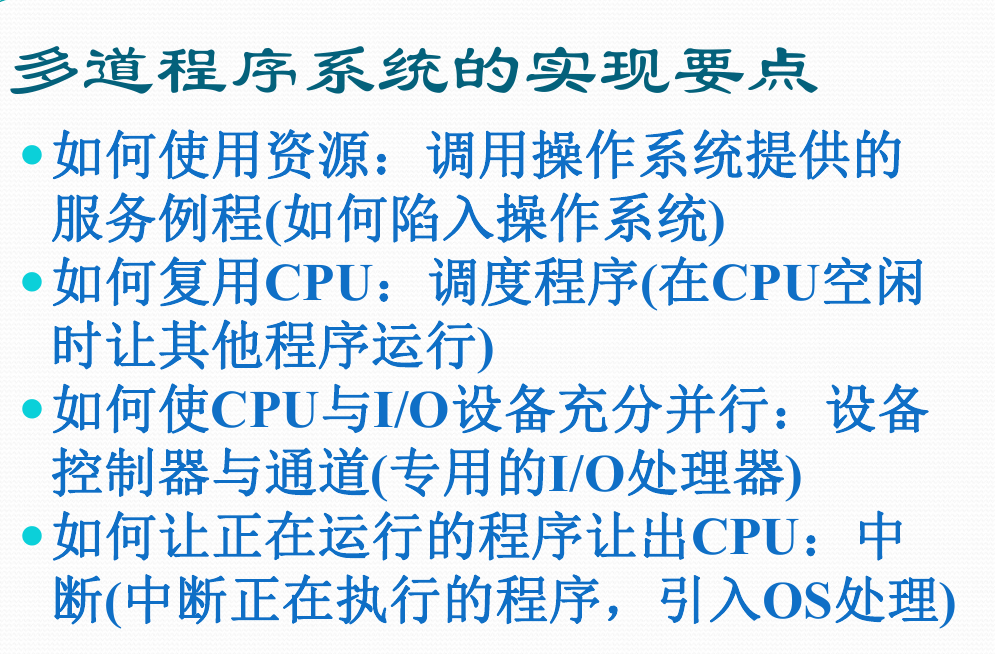 多道程序系统的实现要点
•如何使用资源：调用操作系统提供的
服务例程(如何陷入操作系统)
•如何复用CPU：调度程序(在CPU空闲
时让其他程序运行)
•如何使CPU与I/O设备充分并行：设备
控制器与通道(专用的I/O处理器)
•如何让正在运行的程序让出CPU：中
断(中断正在执行的程序，引入OS处理)